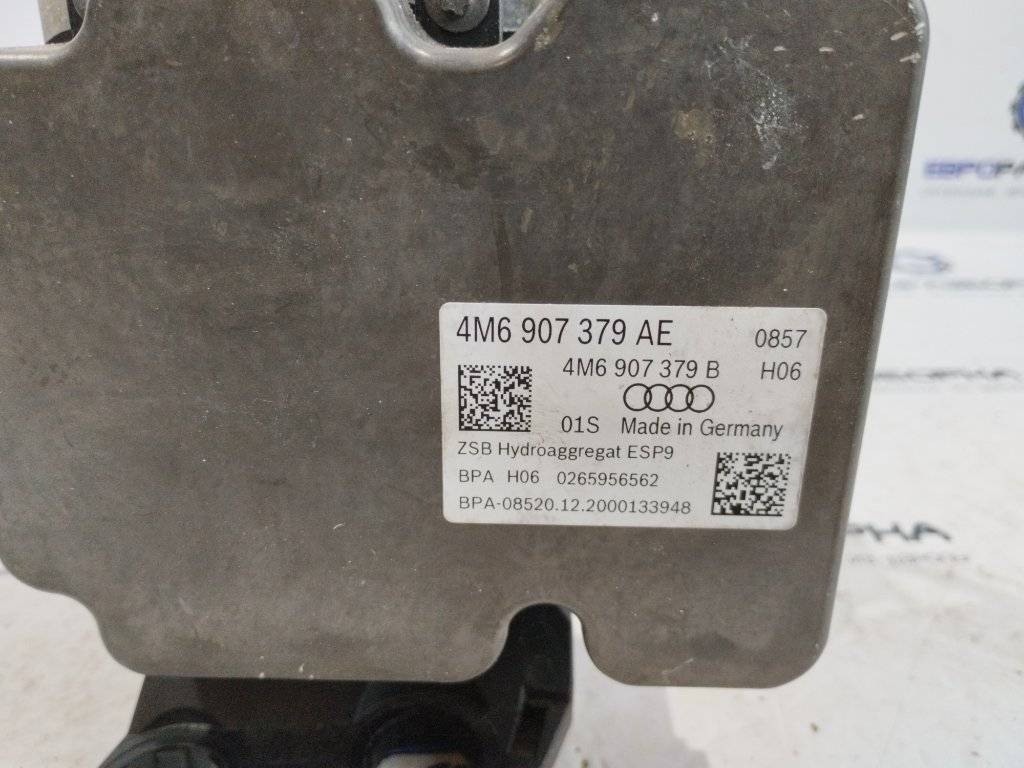 4M6 907 379 AE 0857
4M6 907 379 B H06
01S Made in Germany
ZSB Hydroaggregat ESP9
BPA H06 0265956562
BPA-08520.12.2000133948